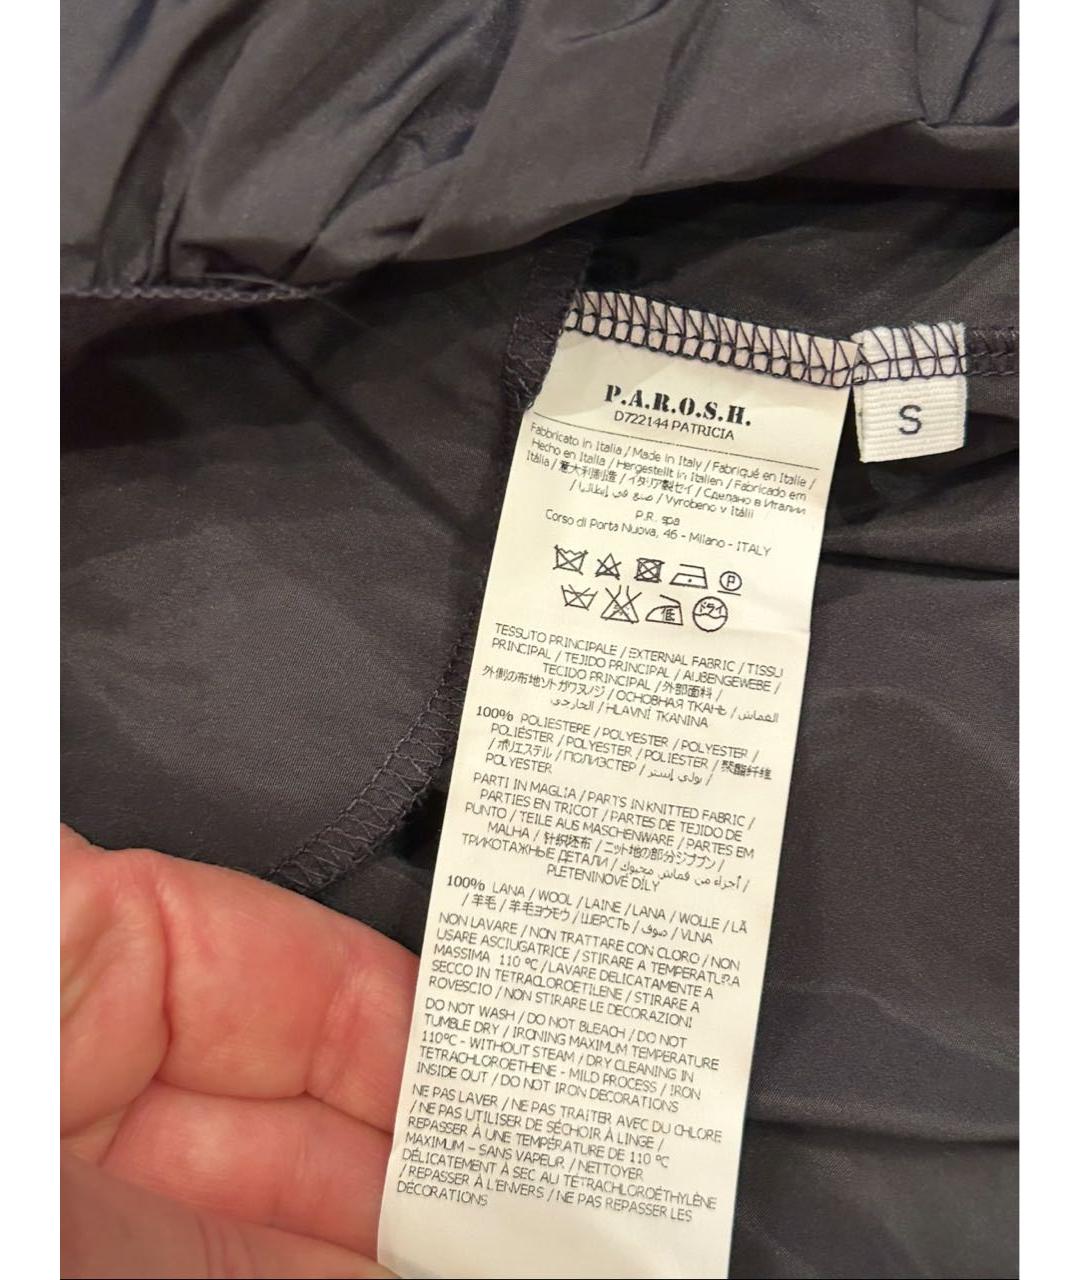 P.A.R.O.S.H.
D722144 PATRICIA
S
Fabbricato in Italia / Made in Italy / Fabriqué en Italie /
Hecho en Italia / Hergestellt in Italien / Fabricado em
Itália / 意大利制造 / イタリア製セイ / Сделано в Италии
/ صنع في إيطاليا / Vyrobeno v Itálii
P.R. spa
Corso di Porta Nuova, 46 - Milano - ITALY
P
低 ドライ
TESSUTO PRINCIPALE / EXTERNAL FABRIC / TISSU
PRINCIPAL / TEJIDO PRINCIPAL / AUßENGEWEBE /
TECIDO PRINCIPAL / 外部面料 /
外側の布地ソトガワヌノジ / ОСНОВНАЯ ТКАНЬ / القماش
الخارجي / HLAVNÍ TKANINA
100% POLIESTERE / POLYESTER / POLYESTER /
POLIÉSTER / POLYESTER / POLIÉSTER / 聚酯纤维
/ ポリエステル / ПОЛИЭСТЕР / بولي إستر /
POLYESTER
PARTI IN MAGLIA / PARTS IN KNITTED FABRIC /
PARTIES EN TRICOT / PARTES DE TEJIDO DE
PUNTO / TEILE AUS MASCHENWARE / PARTES EM
MALHA / 针织坯布 / ニット地の部分ジブブン /
ТРИКОТАЖНЫЕ ДЕТАЛИ / أجزاء من قماش محبوك /
PLETENINOVÉ DÍLY
100% LANA / WOOL / LAINE / LANA / WOLLE / LÃ
/ 羊毛 / 羊毛ヨウモウ / ШЕРСТЬ / صوف / VLNA
NON LAVARE / NON TRATTARE CON CLORO / NON
USARE ASCIUGATRICE / STIRARE A TEMPERATURA
MASSIMA 110 °C / LAVARE DELICATAMENTE A
SECCO IN TETRACLOROETILENE / STIRARE A
ROVESCIO / NON STIRARE LE DECORAZIONI
DO NOT WASH / DO NOT BLEACH / DO NOT
TUMBLE DRY / IRONING MAXIMUM TEMPERATURE
110°C - WITHOUT STEAM / DRY CLEANING IN
TETRACHLOROETHENE - MILD PROCESS / IRON
INSIDE OUT / DO NOT IRON DECORATIONS
NE PAS LAVER / NE PAS TRAITER AVEC DU CHLORE
/ NE PAS UTILISER DE SÉCHOIR À LINGE /
REPASSER À UNE TEMPÉRATURE DE 110 °C
MAXIMUM – SANS VAPEUR / NETTOYER
DÉLICATEMENT À SEC AU TÉTRACHLOROÉTHYLÈNE
/ REPASSER À L'ENVERS / NE PAS REPASSER LES
DÉCORATIONS